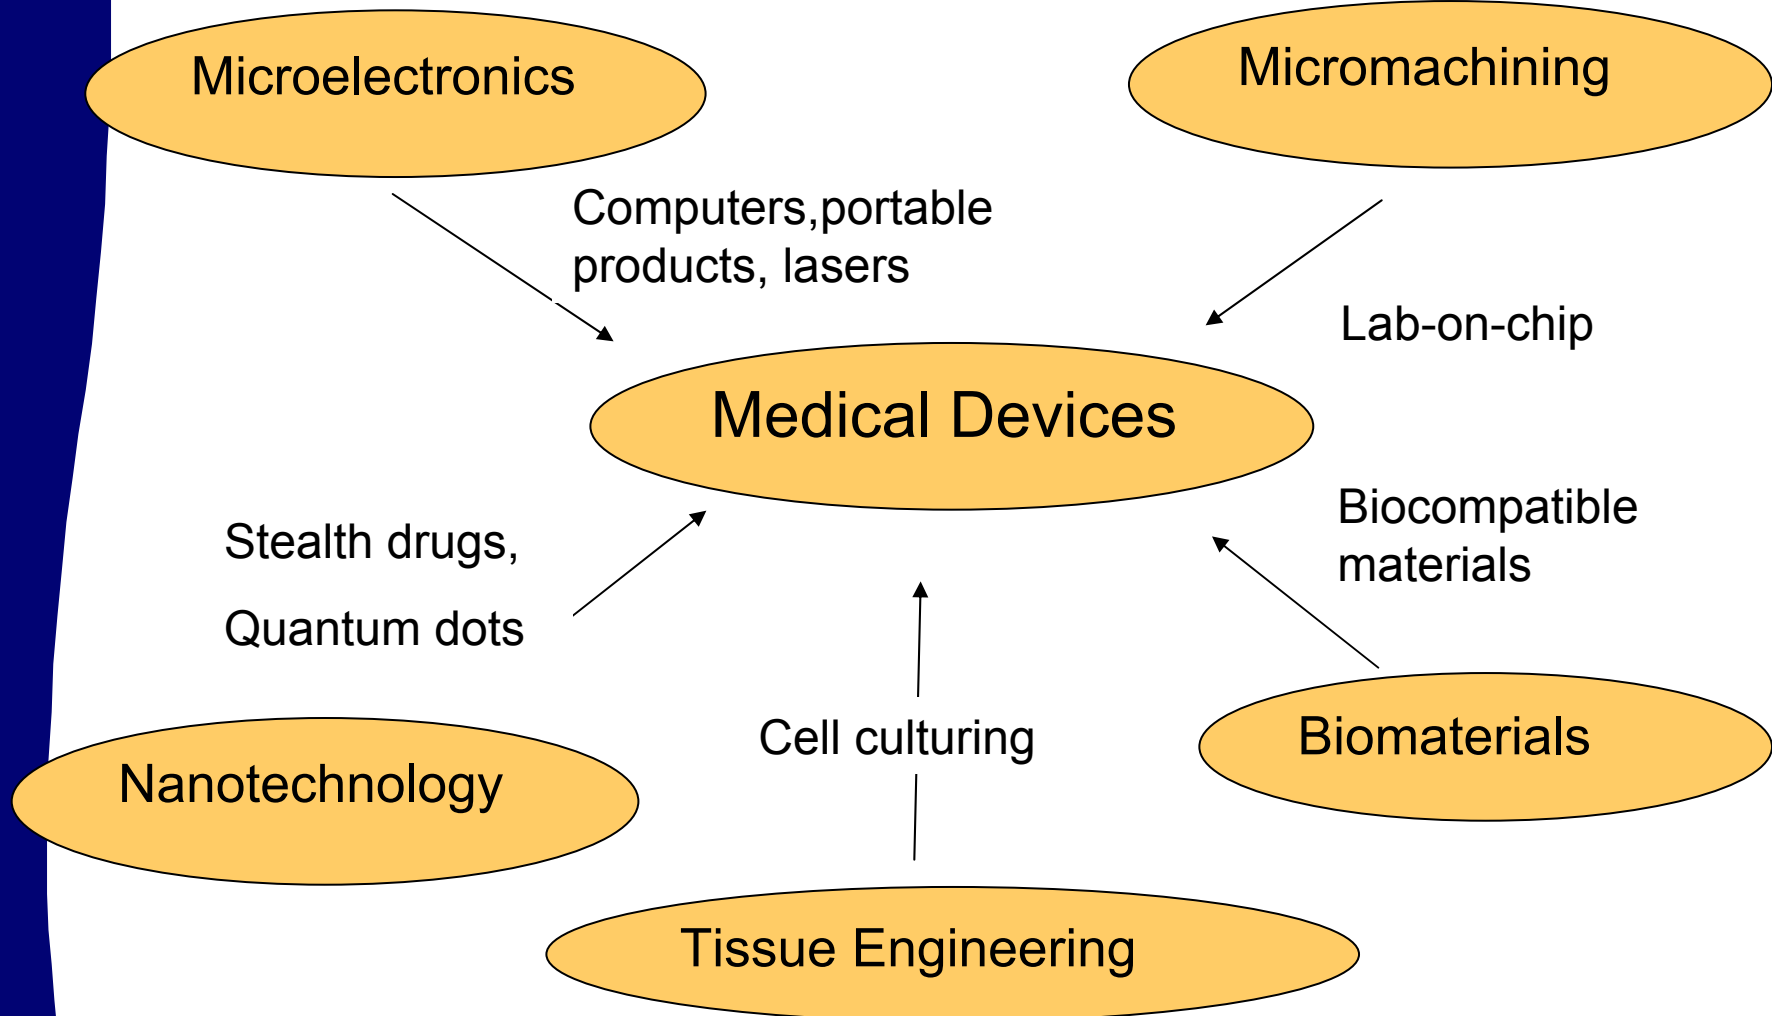 Microelectronics
Micromachining
Computers,portable
products, lasers
Lab-on-chip
Medical Devices
Stealth drugs,
Quantum dots
Biocompatible
materials
Cell culturing
Biomaterials
Nanotechnology
Tissue Engineering